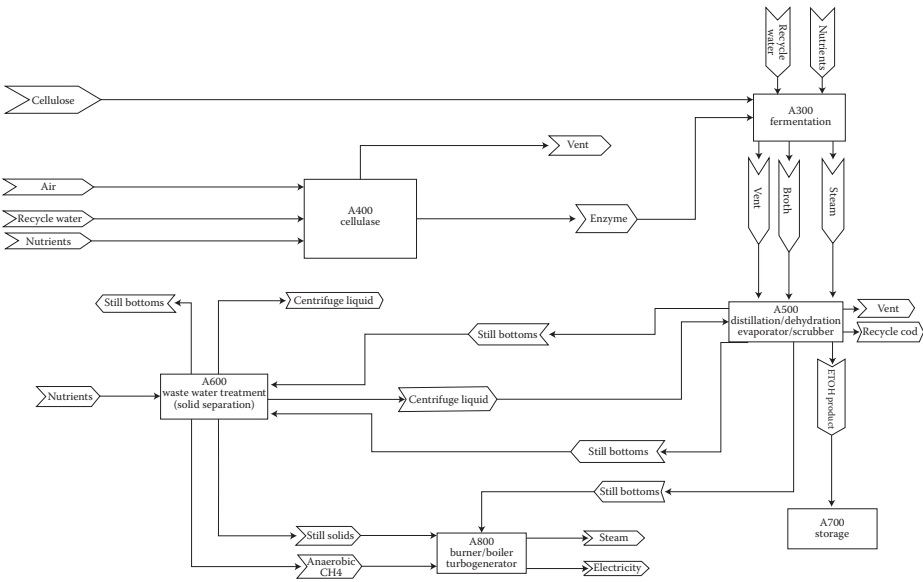 Recycle
water
Nutrients
Cellulose
A300
fermentation
Vent
Air
A400
cellulase
Recycle water
Nutrients
Enzyme
Vent
Broth
Steam
Still bottoms
Centrifuge liquid
A500
distillation/dehydration
evaporator/scrubber
Vent
Recycle cod
Still bottoms
ETOH product
A600
waste water treatment
(solid separation)
Nutrients
Centrifuge liquid
Still bottoms
Still bottoms
A700
storage
Still solids
A800
burner/boiler
turbogenerator
Steam
Anaerobic
CH4
Electricity